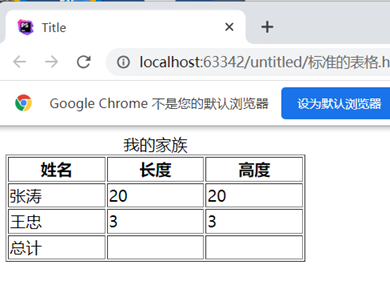 Title
localhost:63342/untitled/标准的表格.h
Google Chrome 不是您的默认浏览器 设为默认浏览器
我的家族
姓名 长度 高度
张涛 20 20
王忠 3 3
总计